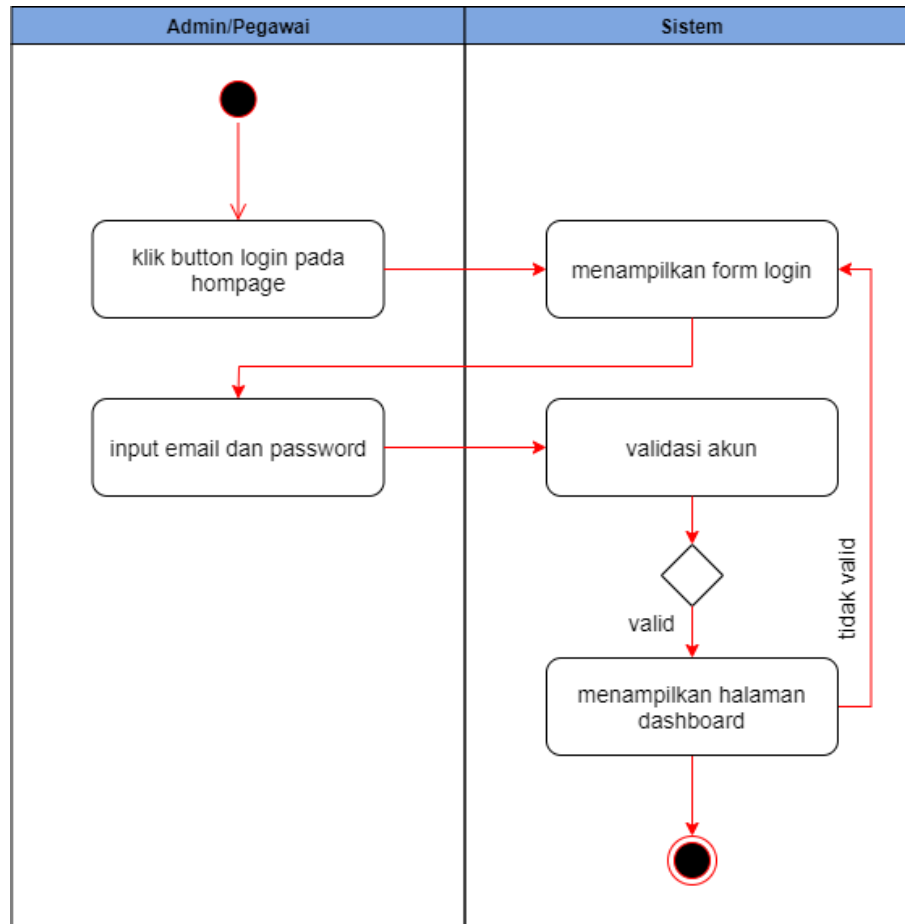 Admin/Pegawai
Sistem
klik button login pada
hompage
menampilkan form login
input email dan password
validasi akun
valid
tidak valid
menampilkan halaman
dashboard